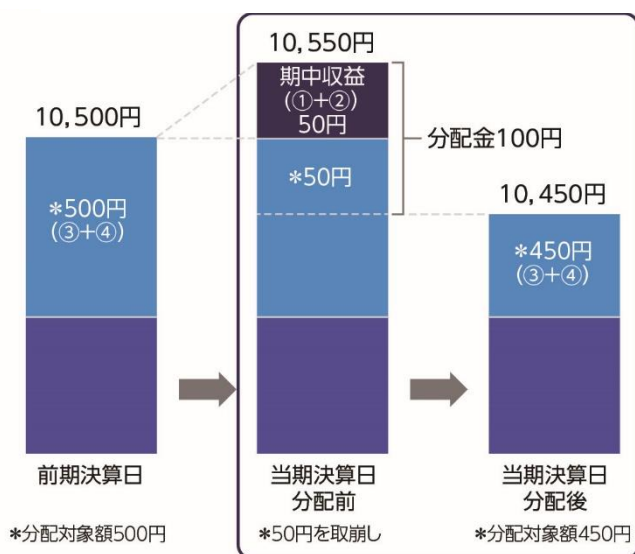 10,550円
期中収益
(①+②)
50円
10,500円
分配金100円
*500円
(③+④)
*50円
10,450円
*450円
(③+④)
前期決算日
当期決算日
分配前
当期決算日
分配後
*分配対象額500円
*50円を取崩し
*分配対象額450円